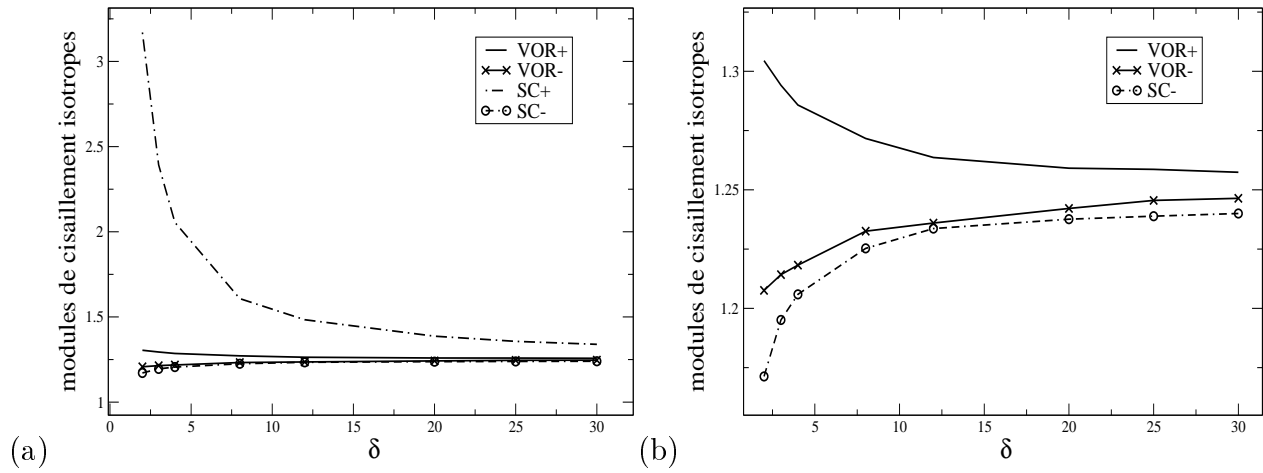 modules de cisaillement isotropes
3
2.5
2
1.5
1
0
5
10
15
20
25
30
δ
VOR+
VOR-
SC+
SC-
(a)
modules de cisaillement isotropes
1.3
1.25
1.2
5
10
15
20
25
30
δ
VOR+
VOR-
SC-
(b)